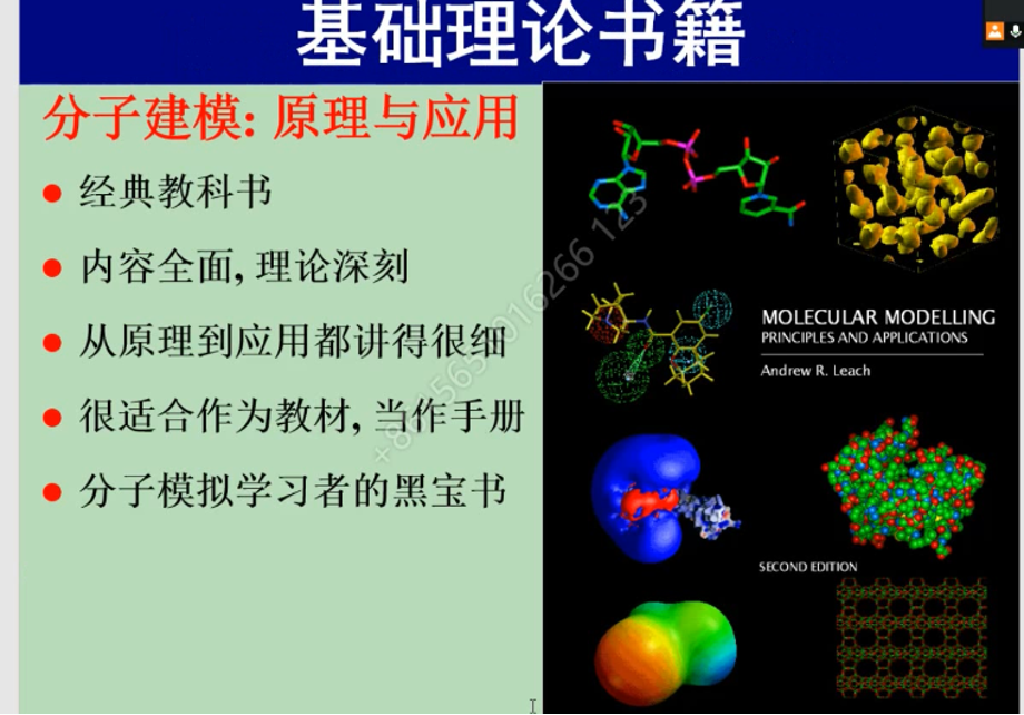 基础理论书籍
分子建模: 原理与应用
经典教科书
内容全面, 理论深刻
从原理到应用都讲得很细
很适合作为教材, 当作手册
分子模拟学习者的黑宝书
MOLECULAR MODELLING
PRINCIPLES AND APPLICATIONS
Andrew R. Leach
SECOND EDITION